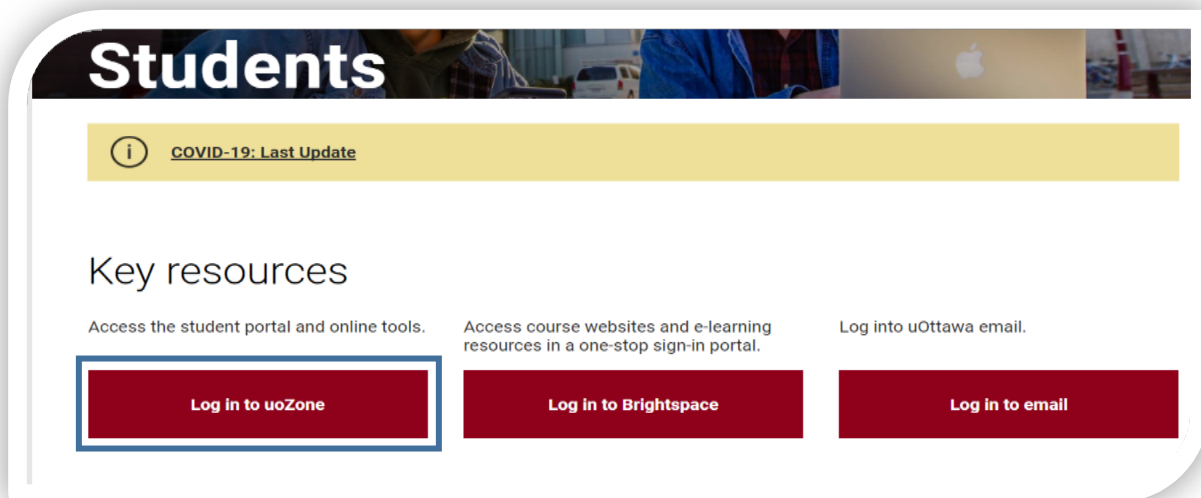 Students
COVID-19: Last Update
Key resources
Access the student portal and online tools.
Log in to uoZone
Access course websites and e-learning
resources in a one-stop sign-in portal.
Log in to Brightspace
Log into uOttawa email.
Log in to email